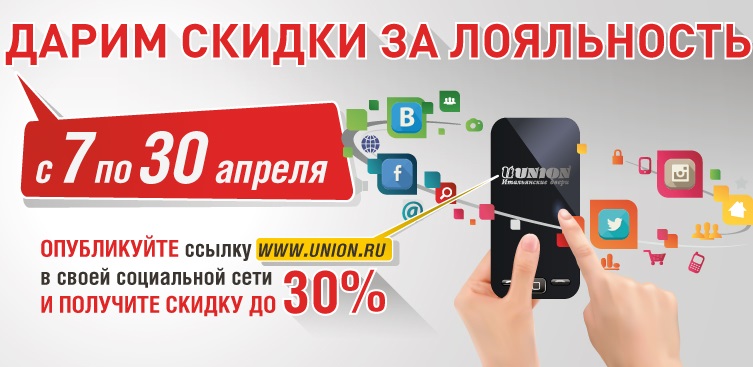 ДАРИМ СКИДКИ ЗА ЛОЯЛЬНОСТЬ
с 7 по 30 апреля
ОПУБЛИКУЙТЕ ссылку WWW.UNION.RU
в своей социальной сети
И ПОЛУЧИТЕ СКИДКУ ДО 30%
UNION
Итальянские двери
B
f
@